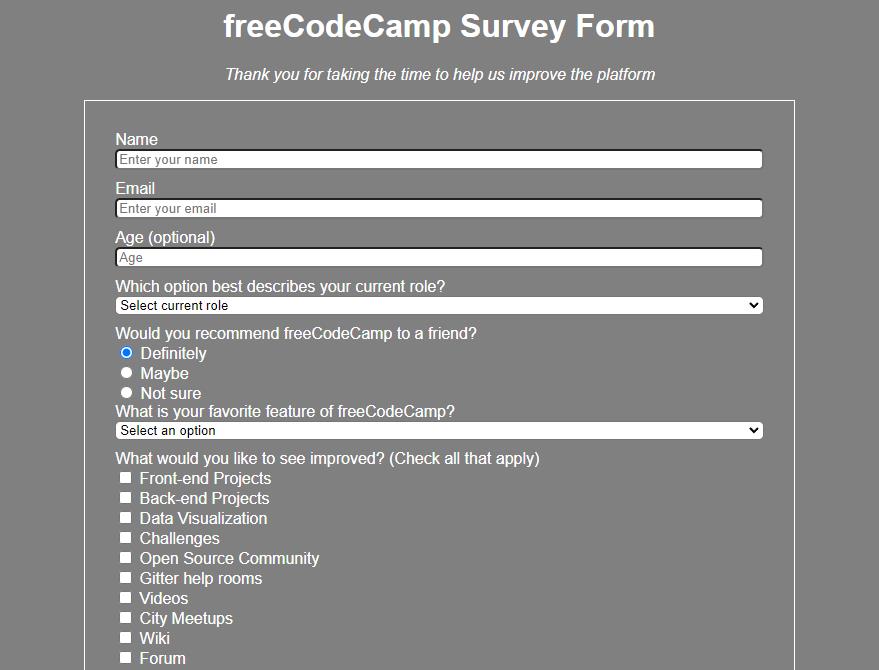 freeCodeCamp Survey Form
Thank you for taking the time to help us improve the platform
Name
Enter your name
Email
Enter your email
Age (optional)
Age
Which option best describes your current role?
Select current role
Would you recommend freeCodeCamp to a friend?
Definitely
Maybe
Not sure
What is your favorite feature of freeCodeCamp?
Select an option
What would you like to see improved? (Check all that apply)
Front-end Projects
Back-end Projects
Data Visualization
Challenges
Open Source Community
Gitter help rooms
Videos
City Meetups
Wiki
Forum